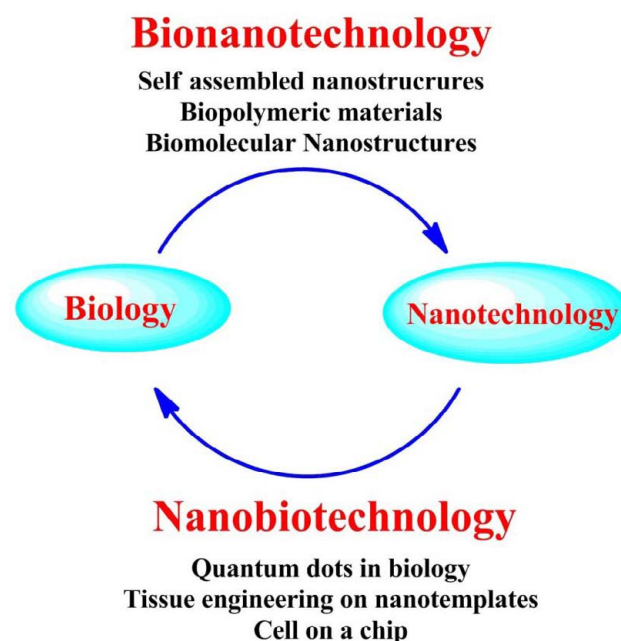 Bionanotechnology
Self assembled nanostrucrures
Biopolymeric materials
Biomolecular Nanostructures
Biology
Nanotechnology
Nanobiotechnology
Quantum dots in biology
Tissue engineering on nanotemplates
Cell on a chip